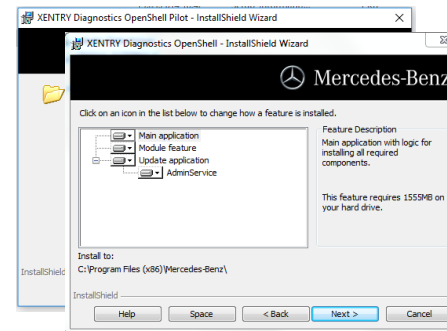 XENTRY Diagnostics OpenShell Pilot - InstallShield Wizard
XENTRY Diagnostics OpenShell - InstallShield Wizard
Mercedes-Benz
Click on an icon in the list below to change how a feature is installed.
Main application
Module feature
Update application
AdminService
Feature Description
Main application with logic for
installing all required
components.
This feature requires 1555MB on
your hard drive.
Install to:
C:\Program Files (x86)\Mercedes-Benz\
InstallShield
InstallShield
Help
Space
< Back
Next >
Cancel